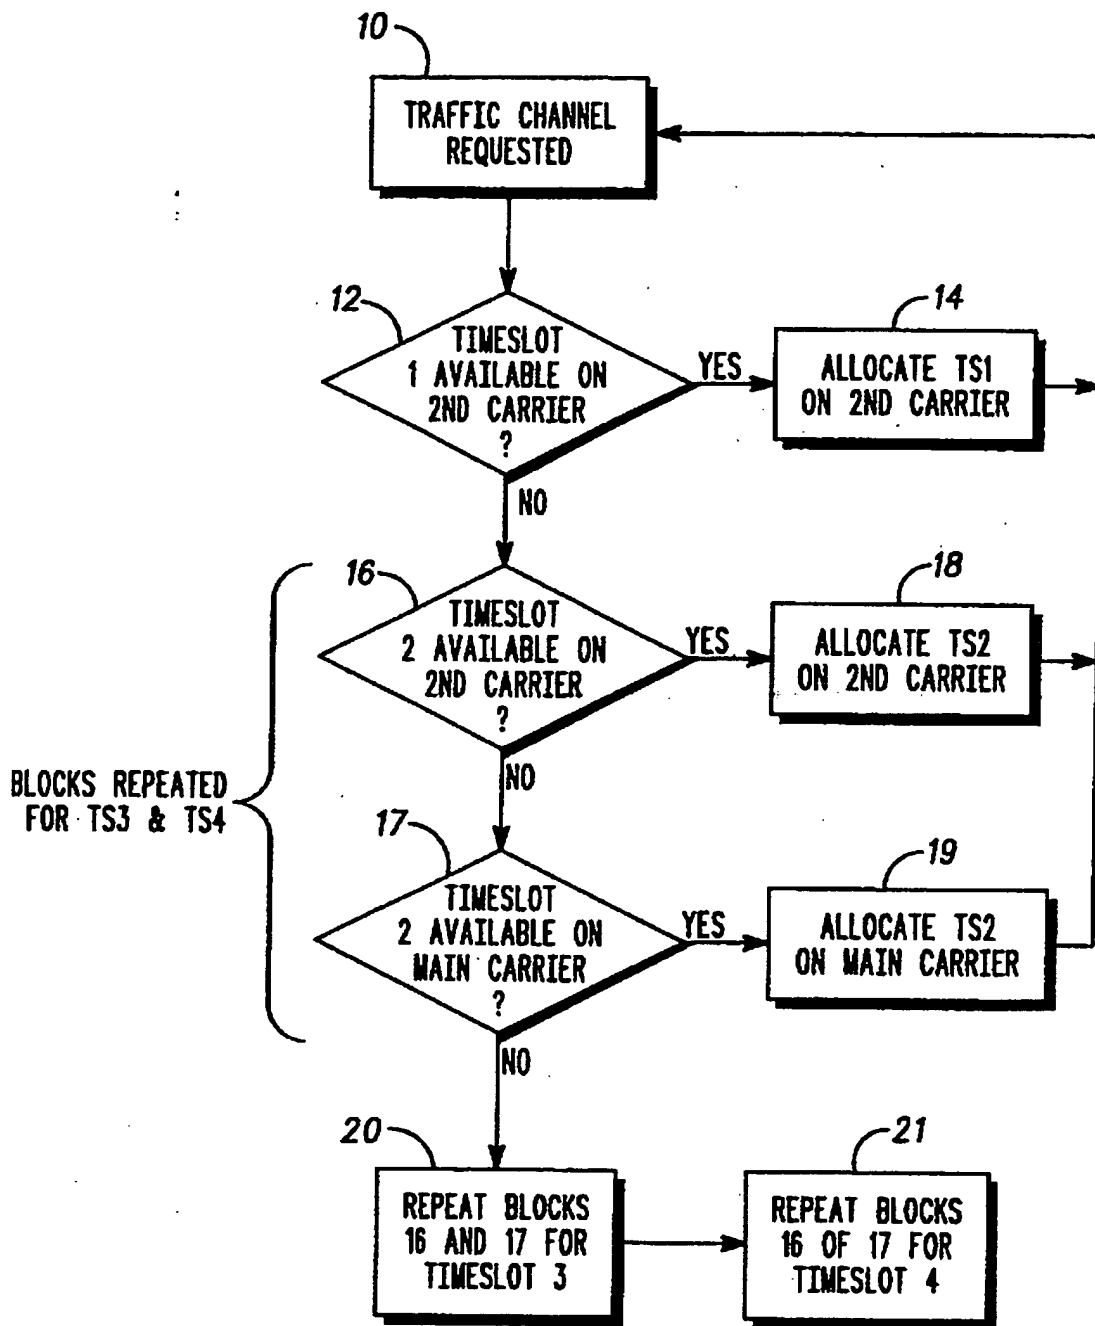 10
TRAFFIC CHANNEL
REQUESTED
12
TIMESLOT
1 AVAILABLE ON
2ND CARRIER
?
YES
14
ALLOCATE TS1
ON 2ND CARRIER
NO
16
TIMESLOT
2 AVAILABLE ON
2ND CARRIER
?
YES
18
ALLOCATE TS2
ON 2ND CARRIER
NO
BLOCKS REPEATED
FOR TS3 & TS4
17
TIMESLOT
2 AVAILABLE ON
MAIN CARRIER
?
YES
19
ALLOCATE TS2
ON MAIN CARRIER
NO
20
REPEAT BLOCKS
16 AND 17 FOR
TIMESLOT 3
21
REPEAT BLOCKS
16 OF 17 FOR
TIMESLOT 4